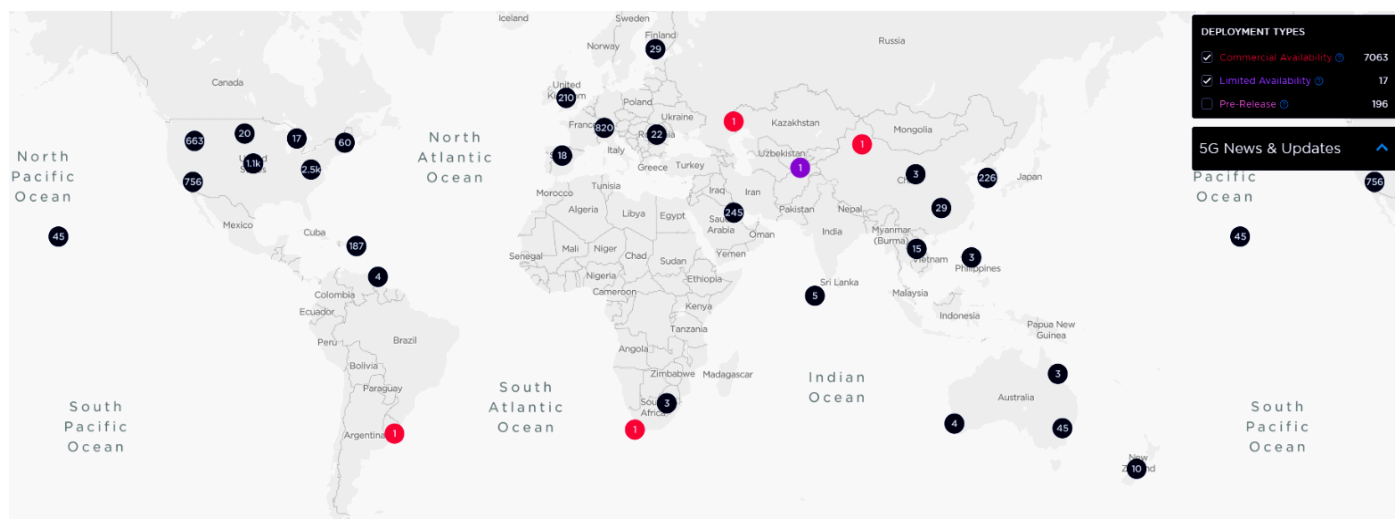 Iceland
Sweden
Finland
29
Norway
Russia
Canada
United
Kingdom
210
Poland
Ukraine
France
820
22
Italy
18
Greece
Turkey
Kazakhstan
Mongolia
Uzbekistan
1
1
1
663
20
17
60
United
States
1.1k
2.5k
756
North
Atlantic
Ocean
North
Pacific
Ocean
45
Mexico
Cuba
187
4
Morocco
Tunisia
Algeria
Libya
Egypt
Iraq
Iran
245
Saudi
Arabia
Oman
Yemen
Pakistan
Nepal
India
3
China
29
226
Japan
Myanmar
(Burma)
15
Vietnam
3
Philippines
Senegal
Mali
Niger
Chad
Sudan
Nigeria
Ethiopia
Cameroon
Kenya
Tanzania
Angola
Zimbabwe
Madagascar
South
Africa
3
1
Sri Lanka
5
Malaysia
Indonesia
Papua New
Guinea
Colombia
Ecuador
Peru
Brazil
Bolivia
Paraguay
Argentina
1
South
Pacific
Ocean
South
Atlantic
Ocean
Indian
Ocean
Australia
3
4
45
New
Zealand
10
South
Pacific
Ocean
Pacific
Ocean
756
45
DEPLOYMENT TYPES
Commercial Availability 7063
Limited Availability 17
Pre-Release 196
5G News & Updates